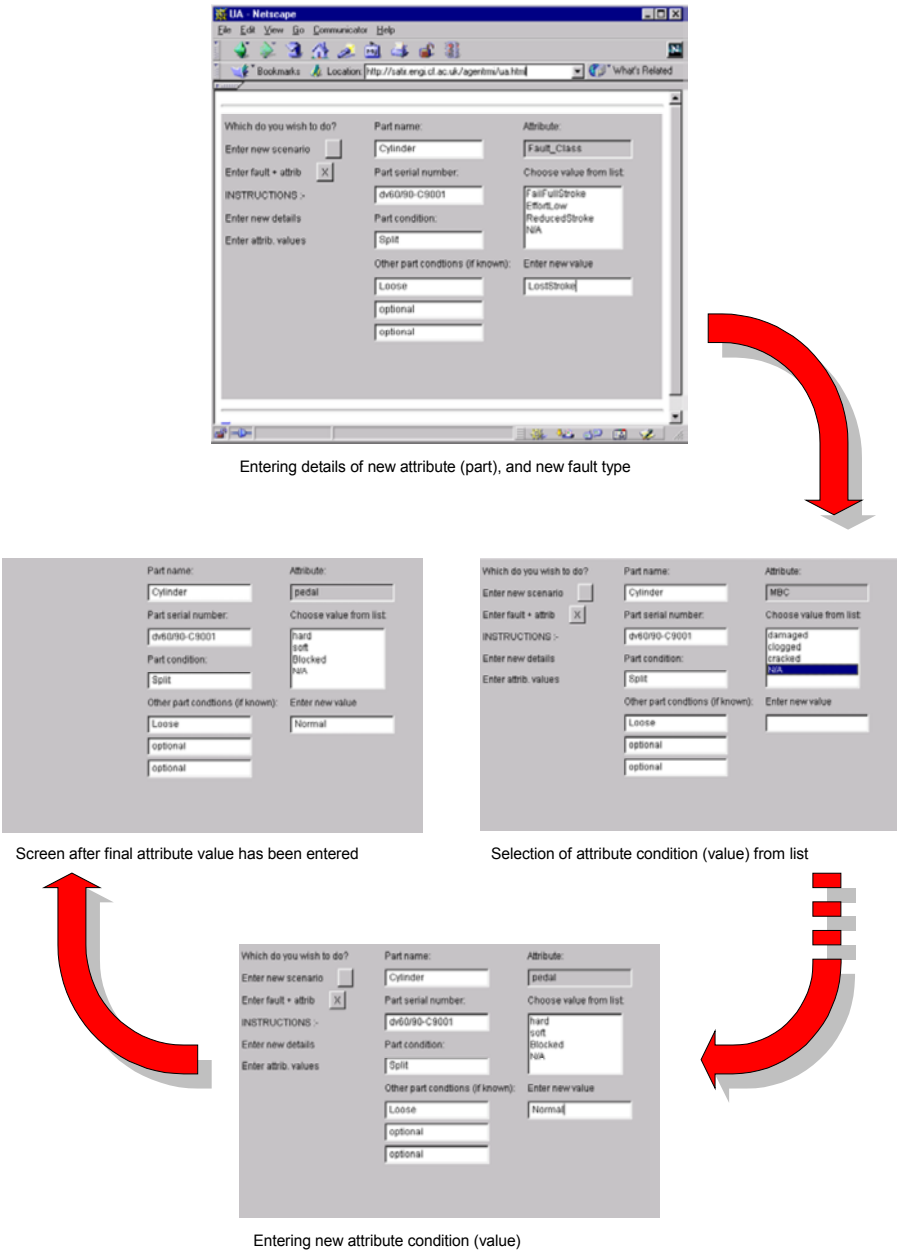 UA - Netscape
File Edit View Go Communicator Help
Bookmarks Location: http://safir.engi.cf.ac.uk/agentmi/ua.html What's Related
Which do you wish to do?
Enter new scenario
Enter fault + attrib X
INSTRUCTIONS :-
Enter new details
Enter attrib. values
Part name:
Cylinder
Part serial number:
dv60/90-C9001
Part condition:
Split
Other part condtions (if known):
Loose
optional
optional
Attribute:
Fault_Class
Choose value from list:
FailFullStroke
EffortLow
ReducedStroke
N/A
Enter new value
LostStroke
Entering details of new attribute (part), and new fault type
Part name:
Cylinder
Part serial number:
dv60/90-C9001
Part condition:
Split
Other part condtions (if known):
Loose
optional
optional
Attribute:
pedal
Choose value from list:
hard
soft
Blocked
N/A
Enter new value
Normal
Screen after final attribute value has been entered
Which do you wish to do?
Enter new scenario
Enter fault + attrib X
INSTRUCTIONS :-
Enter new details
Enter attrib. values
Part name:
Cylinder
Part serial number:
dv60/90-C9001
Part condition:
Split
Other part condtions (if known):
Loose
optional
optional
Attribute:
MBC
Choose value from list:
damaged
clogged
cracked
N/A
Enter new value
Selection of attribute condition (value) from list
Which do you wish to do?
Enter new scenario
Enter fault + attrib X
INSTRUCTIONS :-
Enter new details
Enter attrib. values
Part name:
Cylinder
Part serial number:
dv60/90-C9001
Part condition:
Split
Other part condtions (if known):
Loose
optional
optional
Attribute:
pedal
Choose value from list:
hard
soft
Blocked
N/A
Enter new value
Normal
Entering new attribute condition (value)